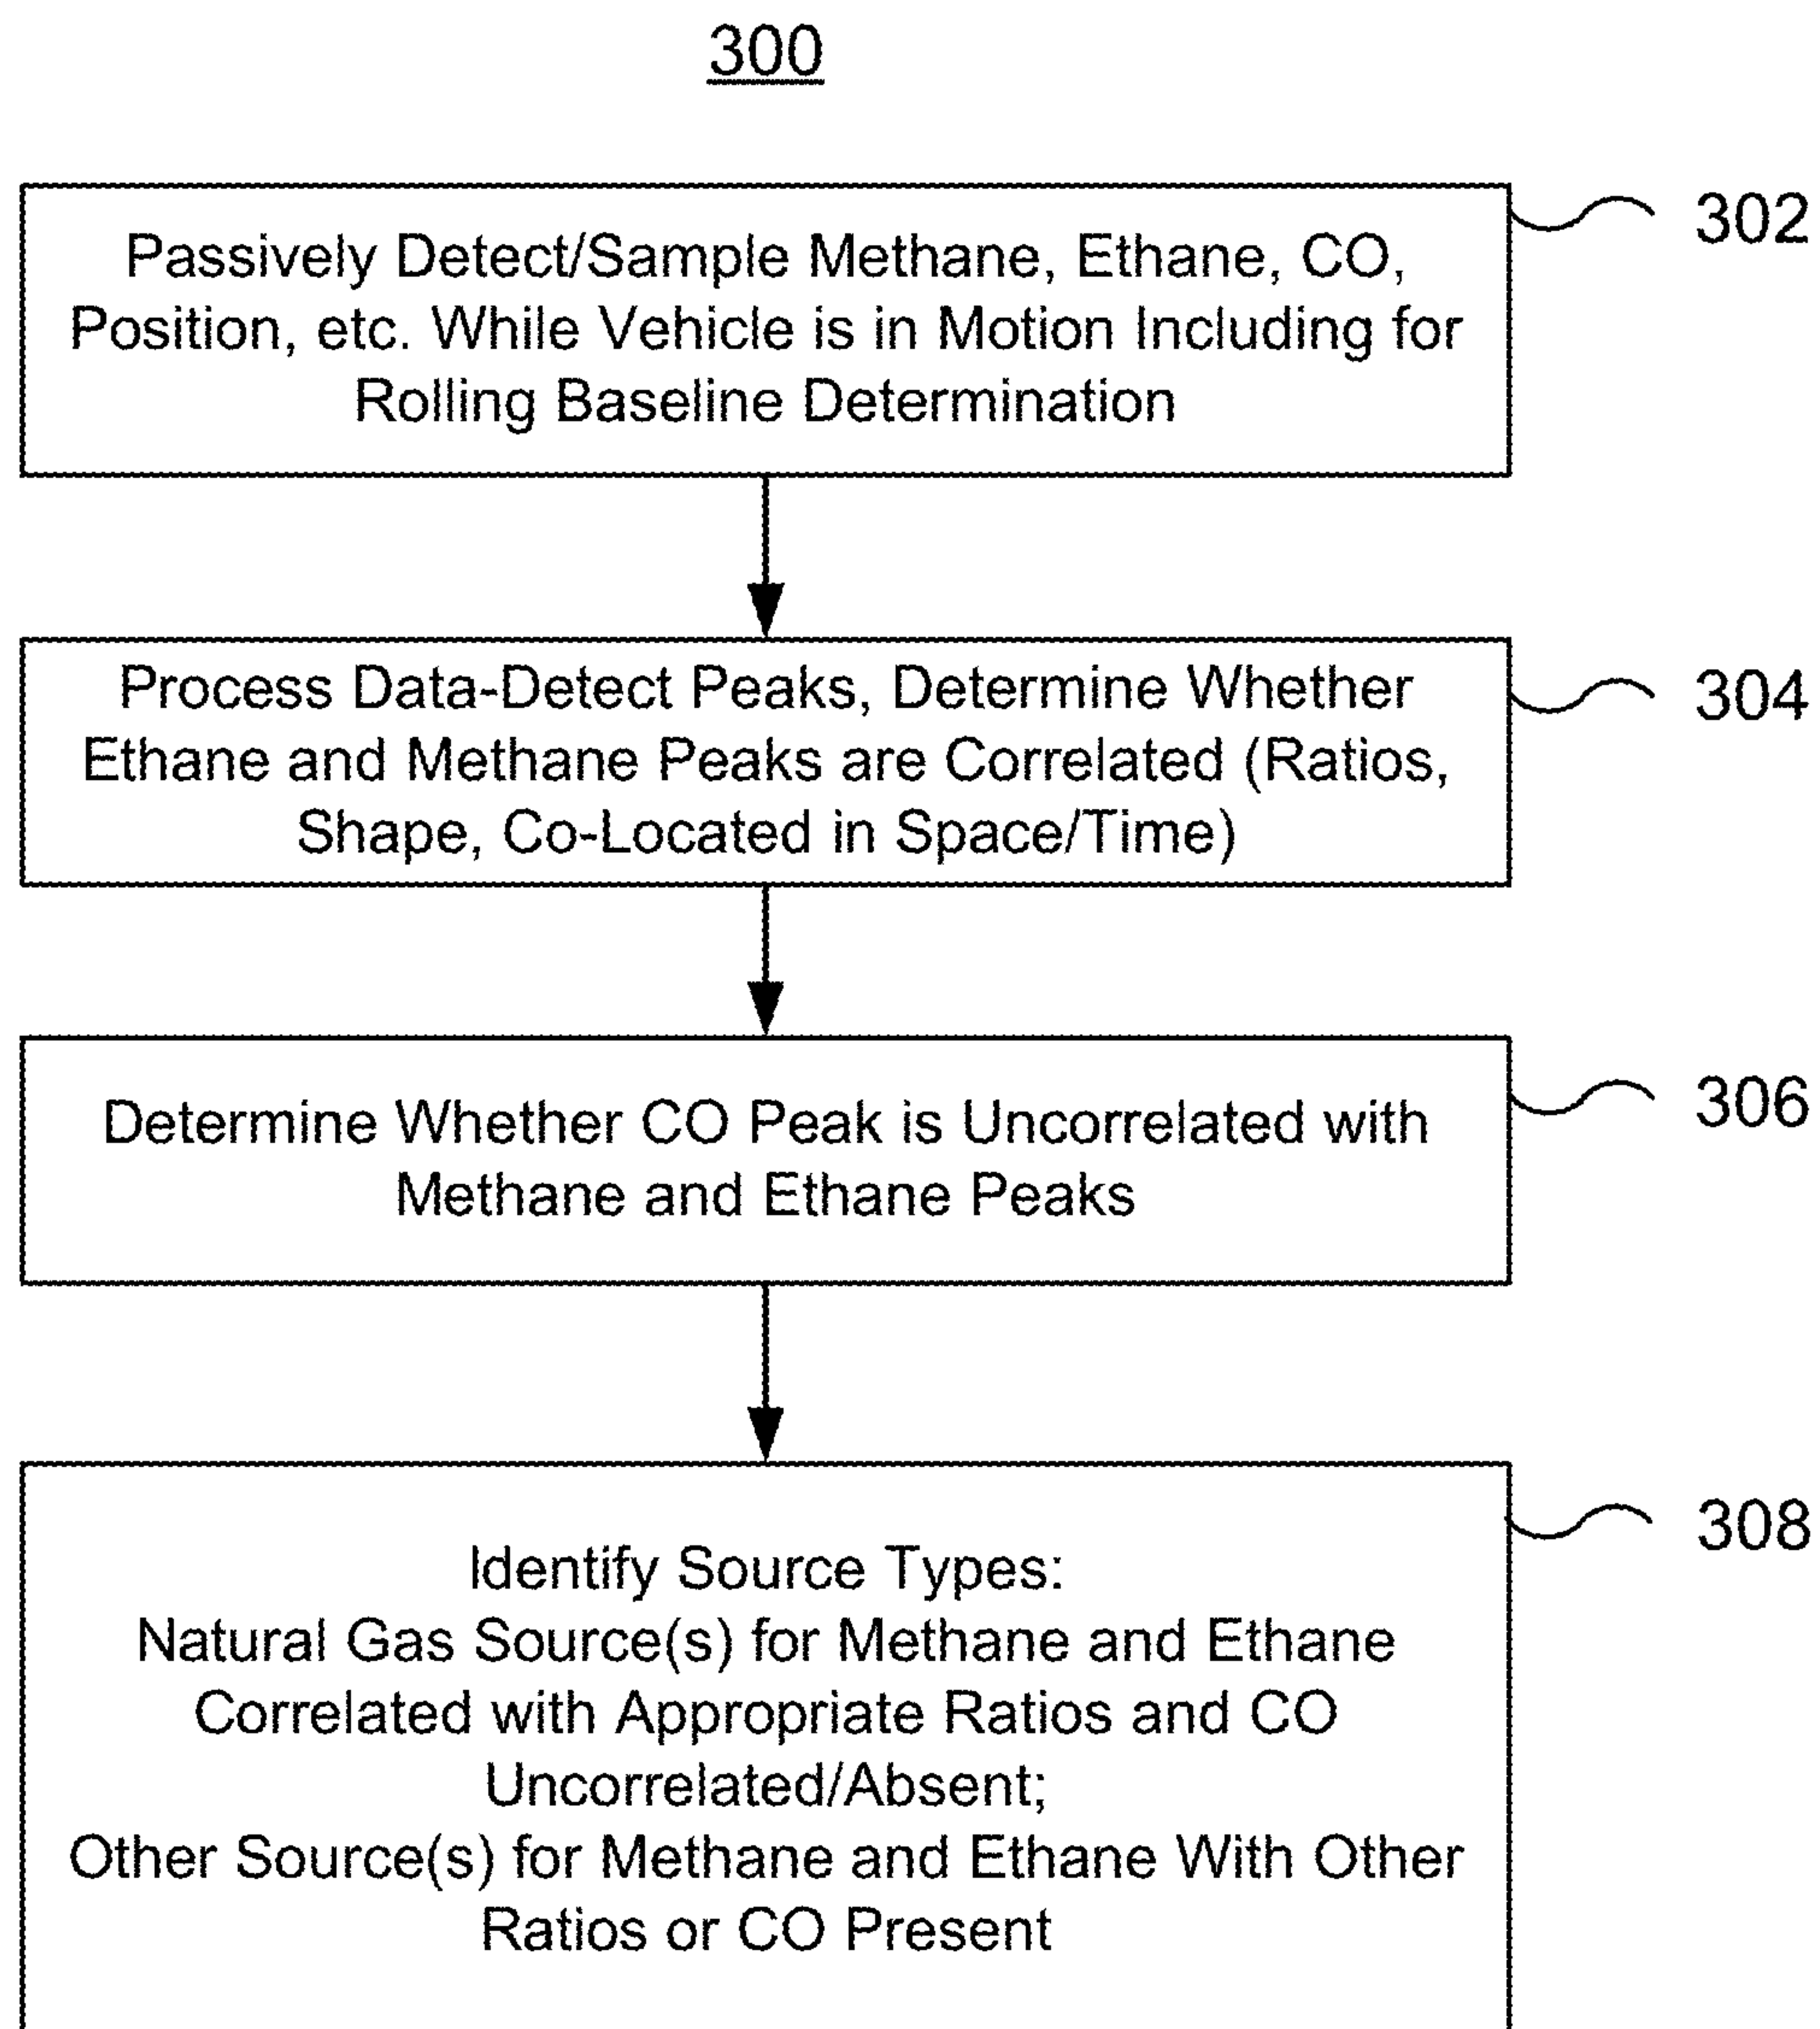 300
Passively Detect/Sample Methane, Ethane, CO,
Position, etc. While Vehicle is in Motion Including for
Rolling Baseline Determination
302
Process Data-Detect Peaks, Determine Whether
Ethane and Methane Peaks are Correlated (Ratios,
Shape, Co-Located in Space/Time)
304
Determine Whether CO Peak is Uncorrelated with
Methane and Ethane Peaks
306
Identify Source Types:
Natural Gas Source(s) for Methane and Ethane
Correlated with Appropriate Ratios and CO
Uncorrelated/Absent;
Other Source(s) for Methane and Ethane With Other
Ratios or CO Present
308